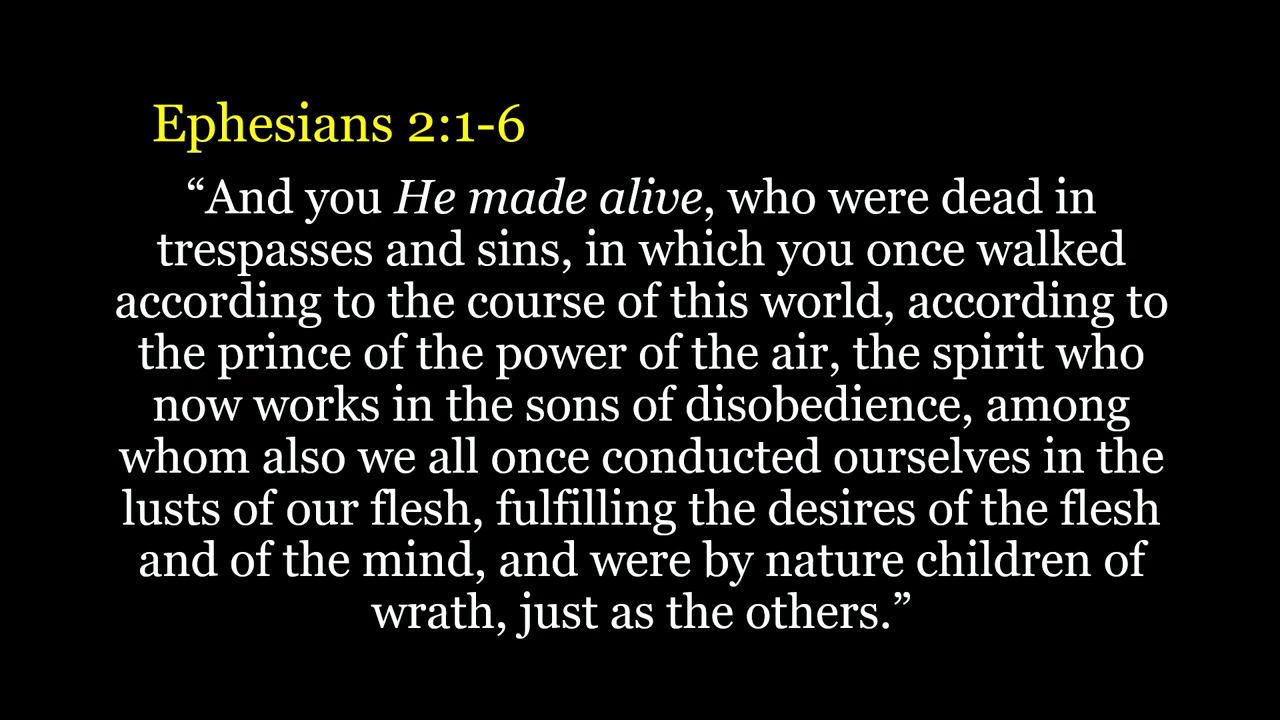 Ephesians 2:1-6
“And you He made alive, who were dead in
trespasses and sins, in which you once walked
according to the course of this world, according to
the prince of the power of the air, the spirit who
now works in the sons of disobedience, among
whom also we all once conducted ourselves in the
lusts of our flesh, fulfilling the desires of the flesh
and of the mind, and were by nature children of
wrath, just as the others.”